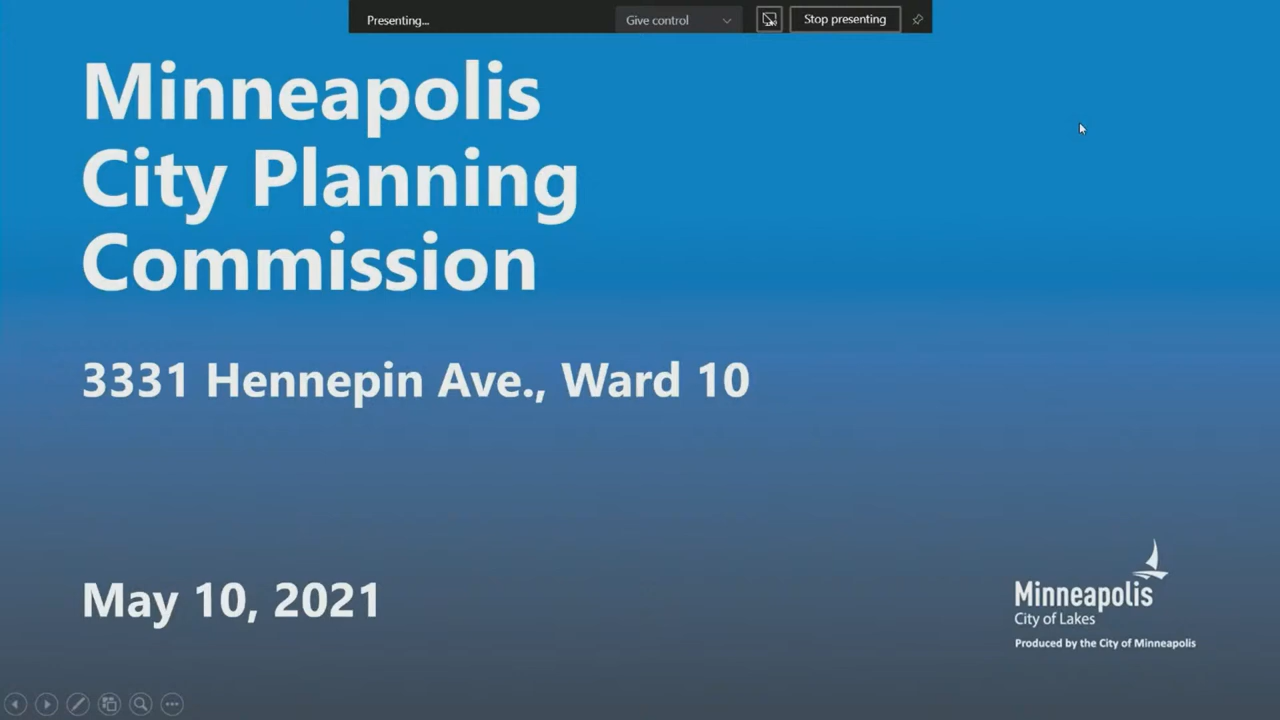 Presenting...
Give control
Stop presenting
Minneapolis
City Planning
Commission
3331 Hennepin Ave., Ward 10
May 10, 2021
Minneapolis
City of Lakes
Produced by the City of Minneapolis